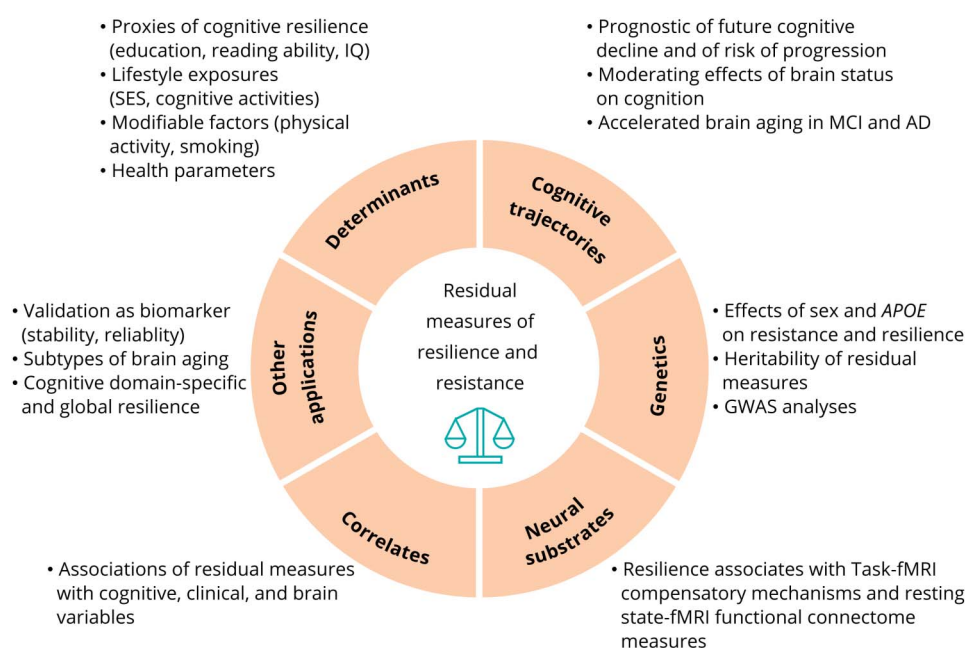 • Proxies of cognitive resilience
(education, reading ability, IQ)
• Lifestyle exposures
(SES, cognitive activities)
• Modifiable factors (physical
activity, smoking)
• Health parameters
• Prognostic of future cognitive
decline and of risk of progression
• Moderating effects of brain status
on cognition
• Accelerated brain aging in MCI and AD
Determinants
Cognitive
trajectories
• Validation as biomarker
(stability, reliablity)
• Subtypes of brain aging
• Cognitive domain-specific
and global resilience
Other
applications
Residual
measures of
resilience and
resistance
Genetics
• Effects of sex and APOE
on resistance and resilience
• Heritability of residual
measures
• GWAS analyses
Correlates
Neural
substrates
• Associations of residual measures
with cognitive, clinical, and brain
variables
• Resilience associates with Task-fMRI
compensatory mechanisms and resting
state-fMRI functional connectome
measures